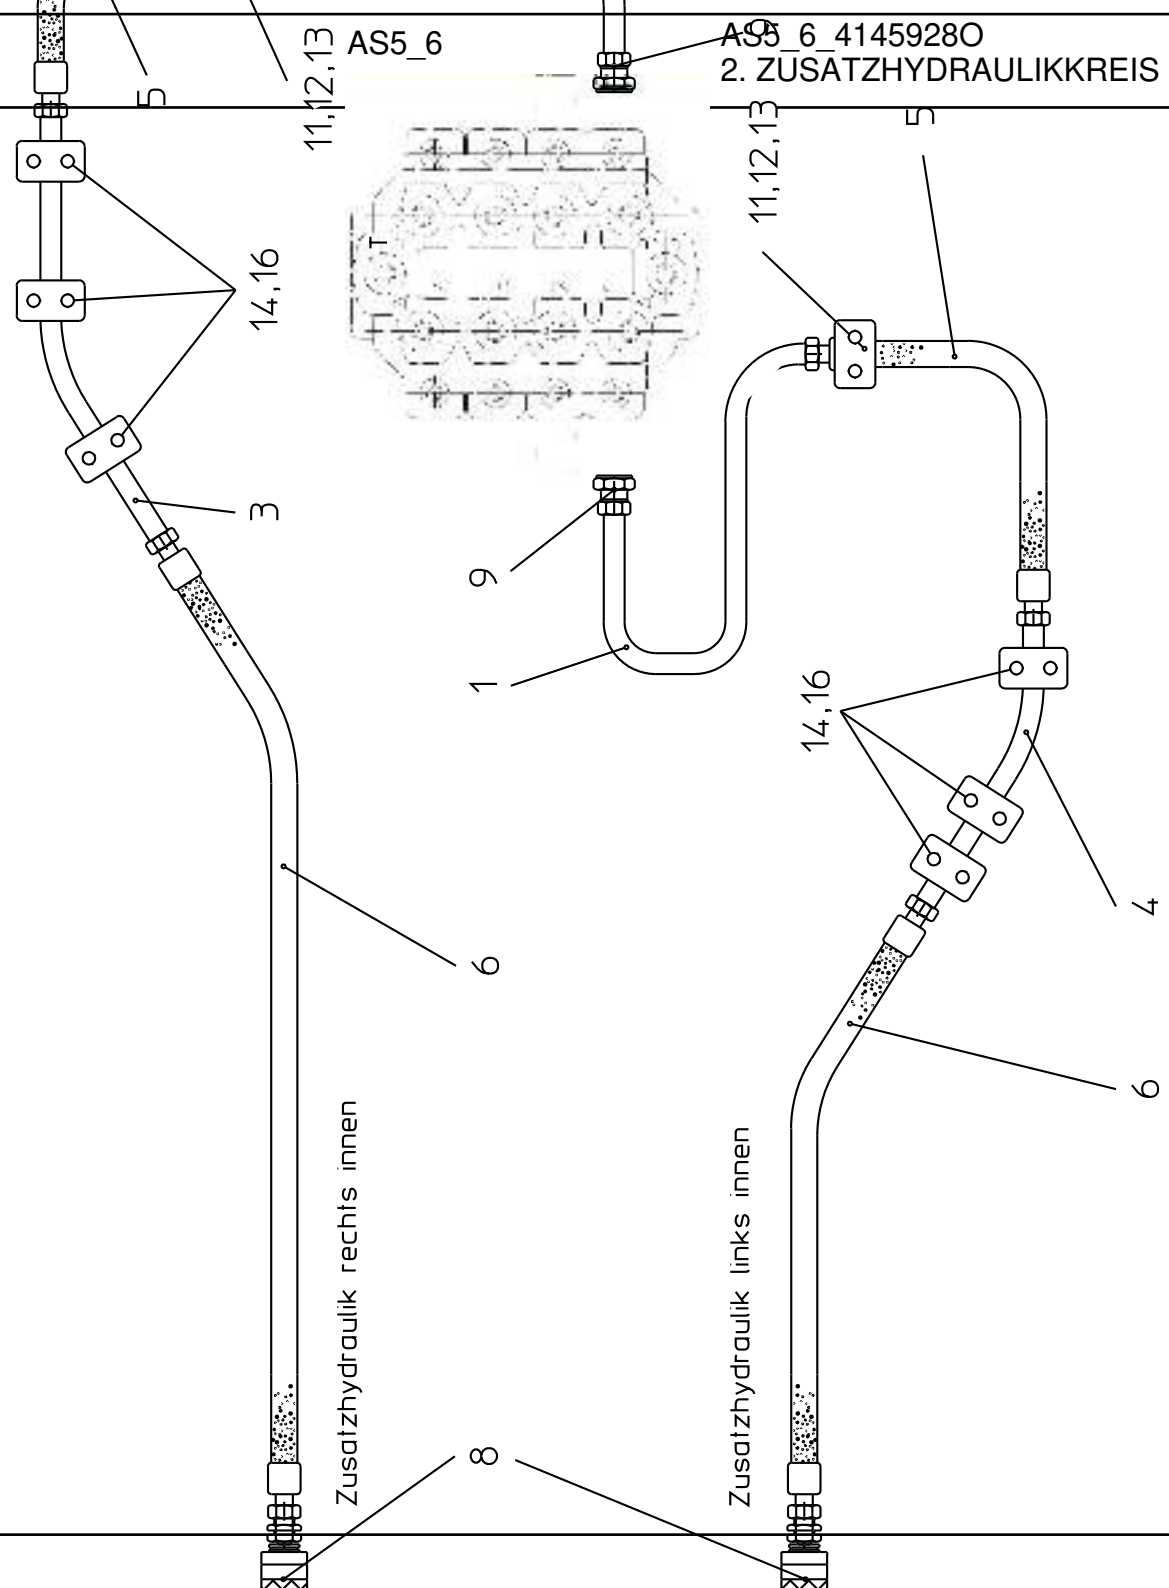 AS5_6
AS5_6_4145928O
2. ZUSATZHYDRAULIKKREIS
5
11,12,13
9
11,12,13
5
T
14,16
3
9
1
14,16
4
6
6
Zusatzhydraulik rechts innen
Zusatzhydraulik links innen
8